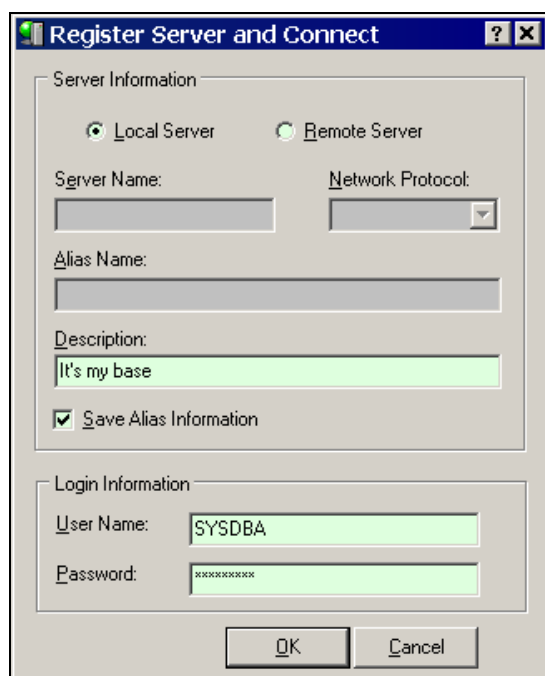 Register Server and Connect
Server Information
Local Server Remote Server
Server Name: Network Protocol:
Alias Name:
Description:
It's my base
Save Alias Information
Login Information
User Name: SYSDBA
Password: *********
OK Cancel